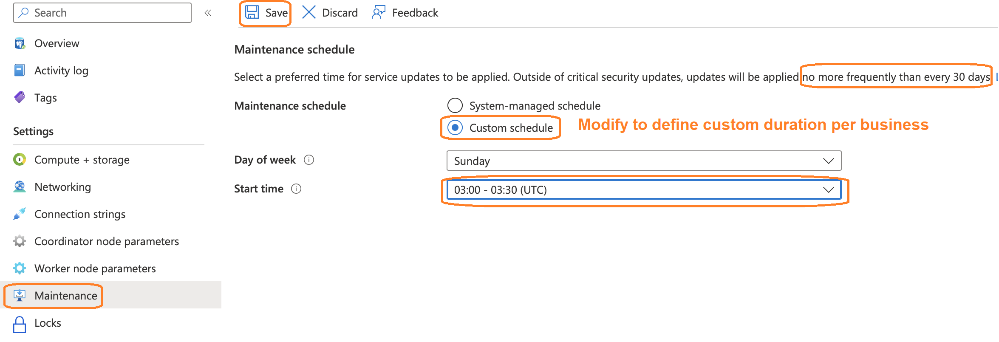 Search
«
Save
Discard
Feedback
Overview
Activity log
Tags
Settings
Compute + storage
Networking
Connection strings
Coordinator node parameters
Worker node parameters
Maintenance
Locks
Maintenance schedule
Select a preferred time for service updates to be applied. Outside of critical security updates, updates will be applied no more frequently than every 30 days.
Maintenance schedule
System-managed schedule
Custom schedule
Modify to define custom duration per business
Day of week
Sunday
Start time
03:00 - 03:30 (UTC)